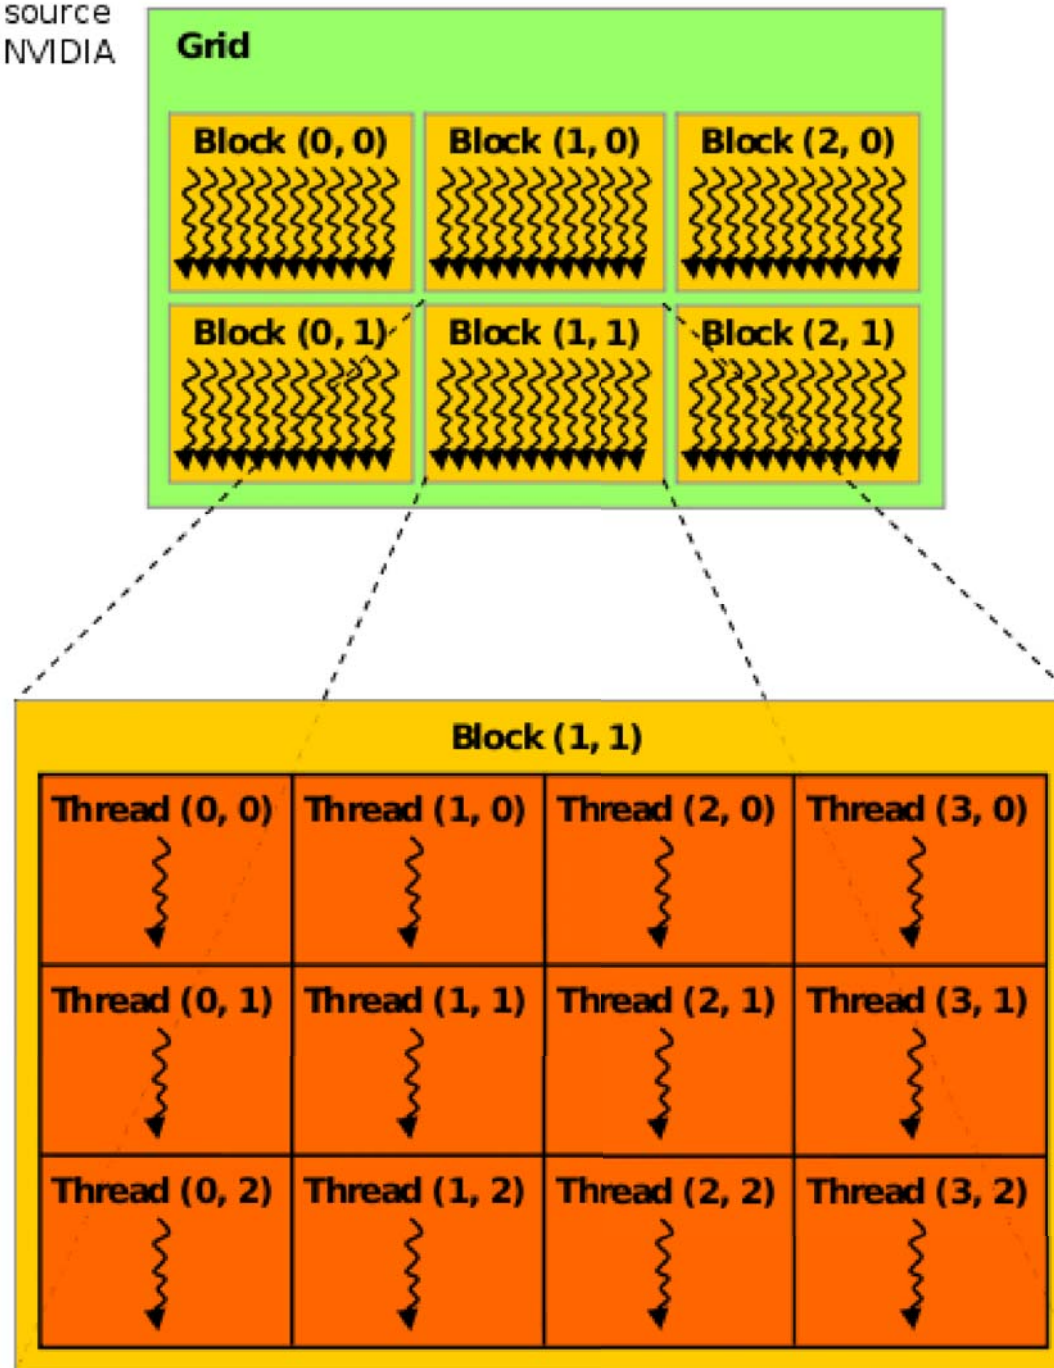 source
NVIDIA
Grid
Block (0, 0) Block (1, 0) Block (2, 0)
Block (0, 1) Block (1, 1) Block (2, 1)
Block (1, 1)
Thread (0, 0) Thread (1, 0) Thread (2, 0) Thread (3, 0)
Thread (0, 1) Thread (1, 1) Thread (2, 1) Thread (3, 1)
Thread (0, 2) Thread (1, 2) Thread (2, 2) Thread (3, 2)